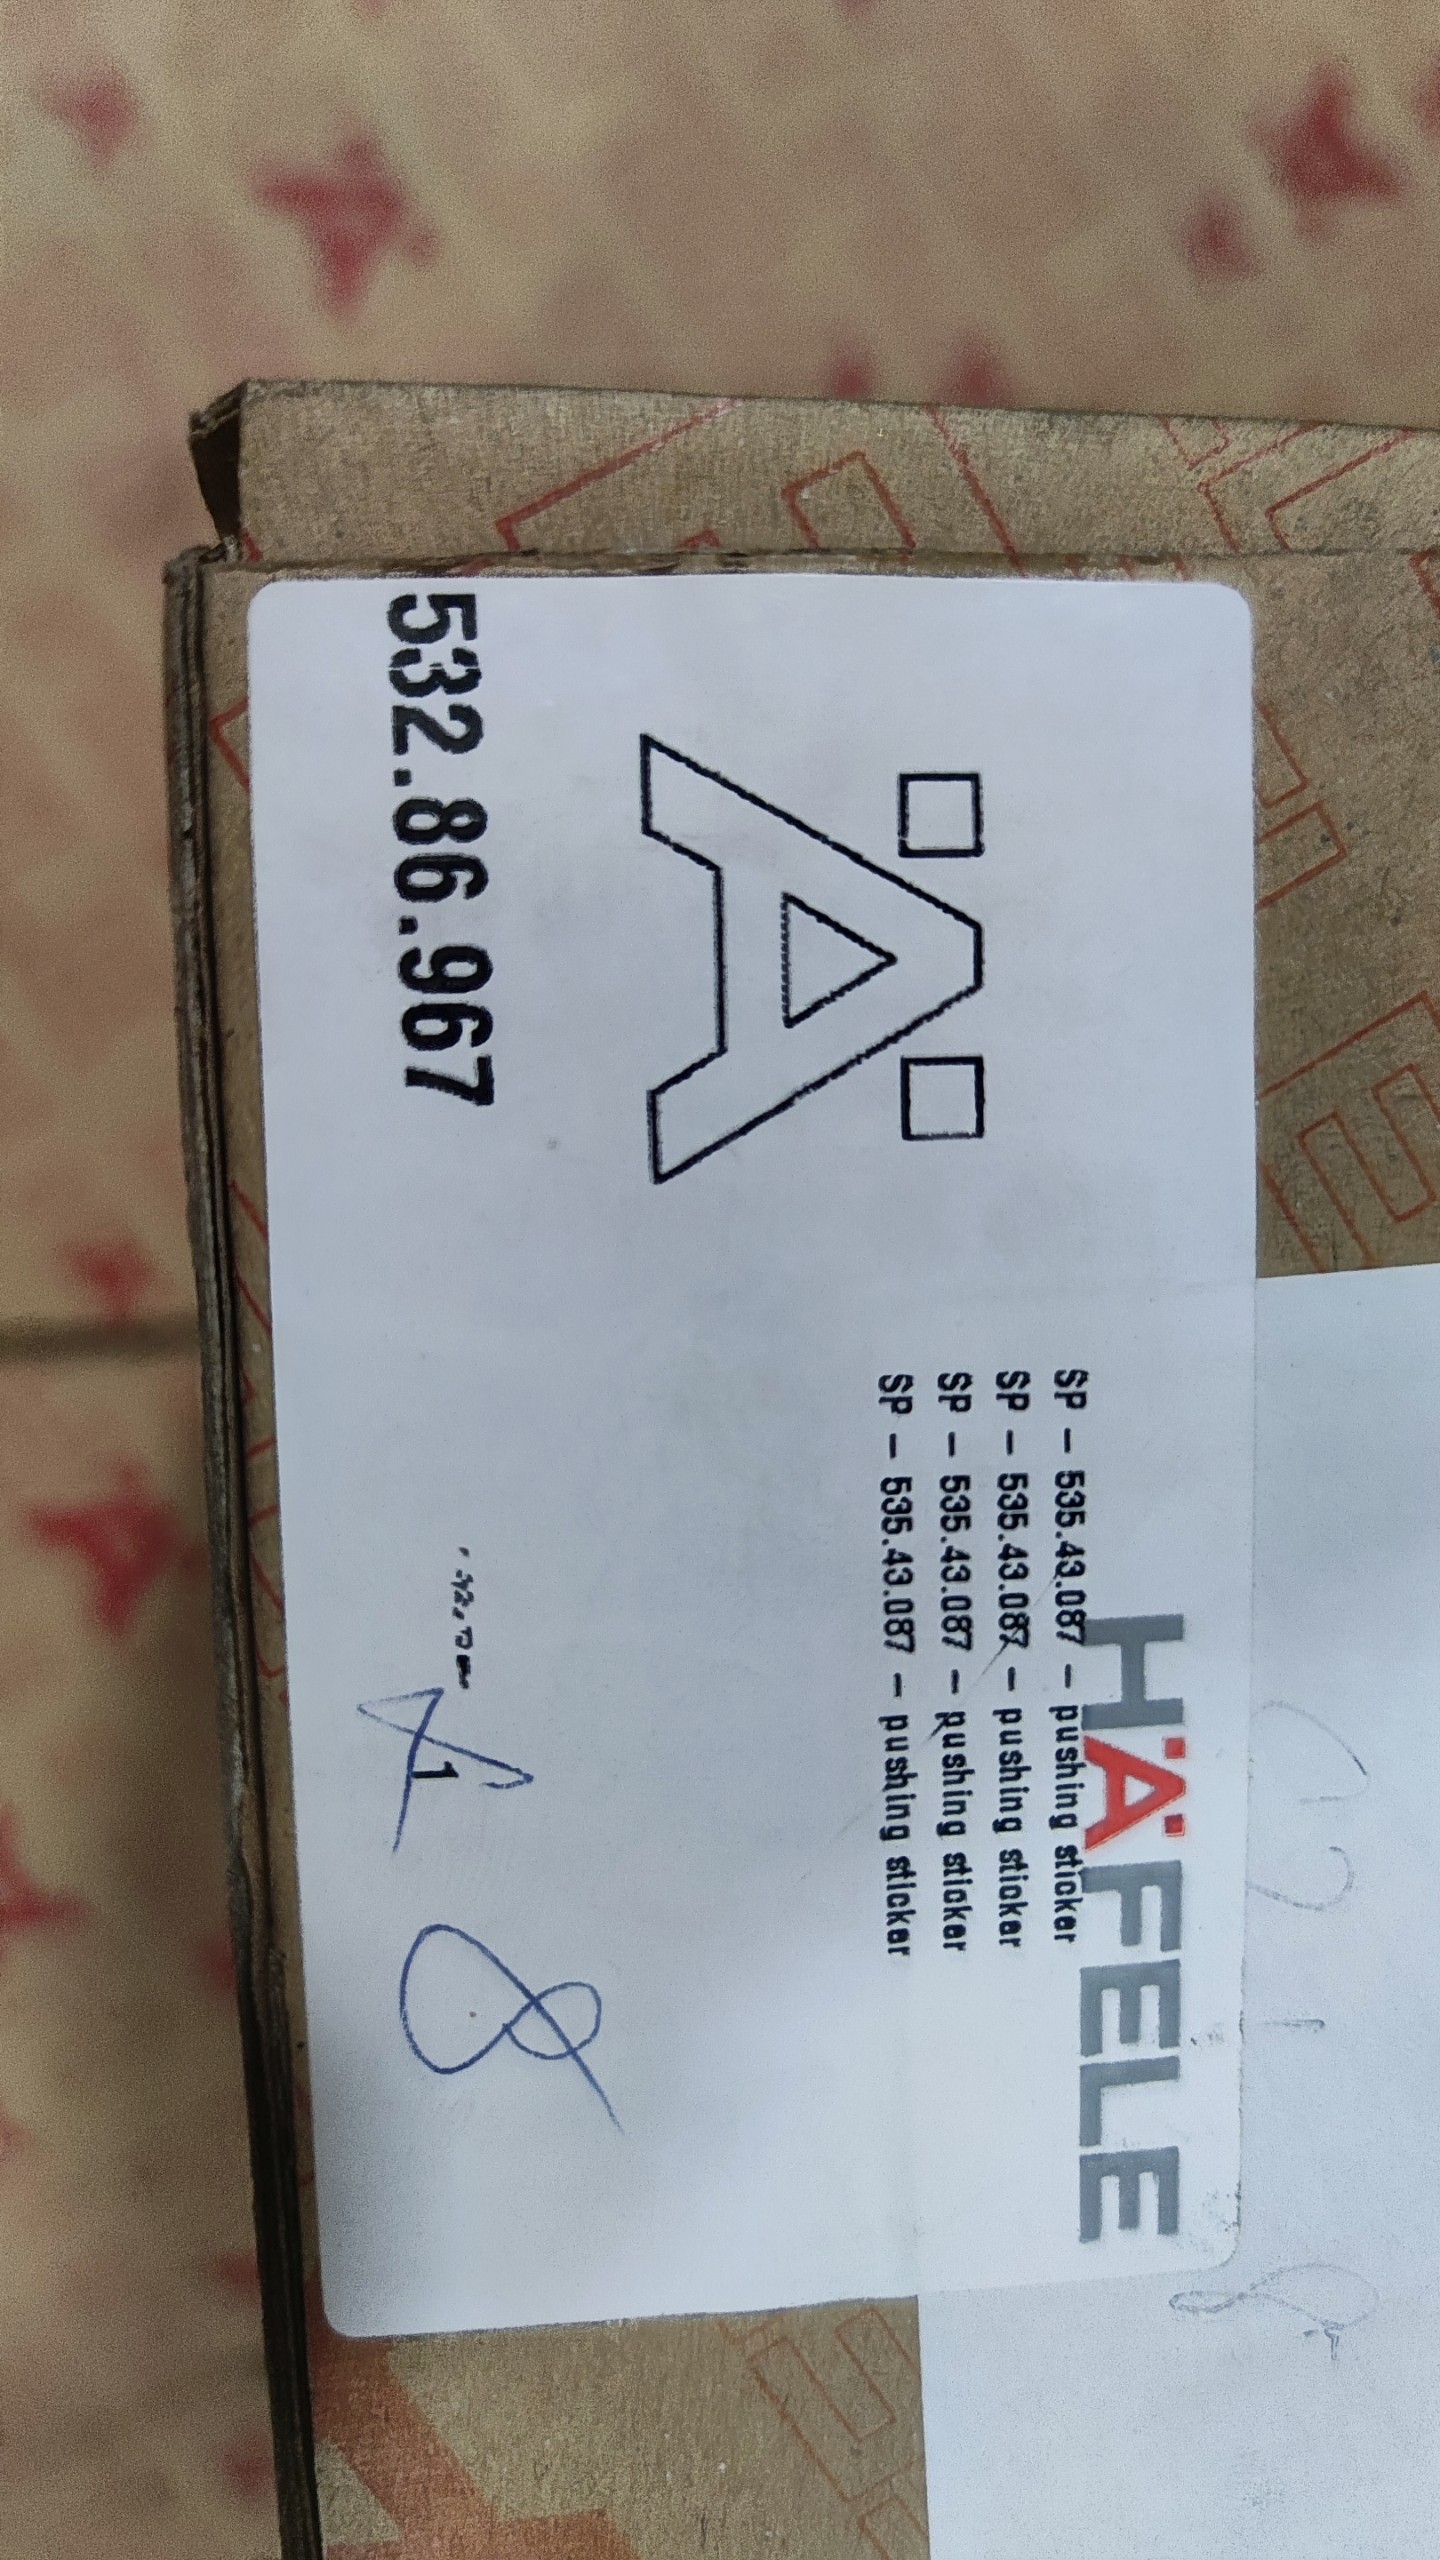 HÄFELE
SP - 535.43.087 - pushing sticker
SP - 535.43.087 - pushing sticker
SP - 535.43.087 - pushing sticker
SP - 535.43.087 - pushing sticker
Ä
532.86.967
1
8